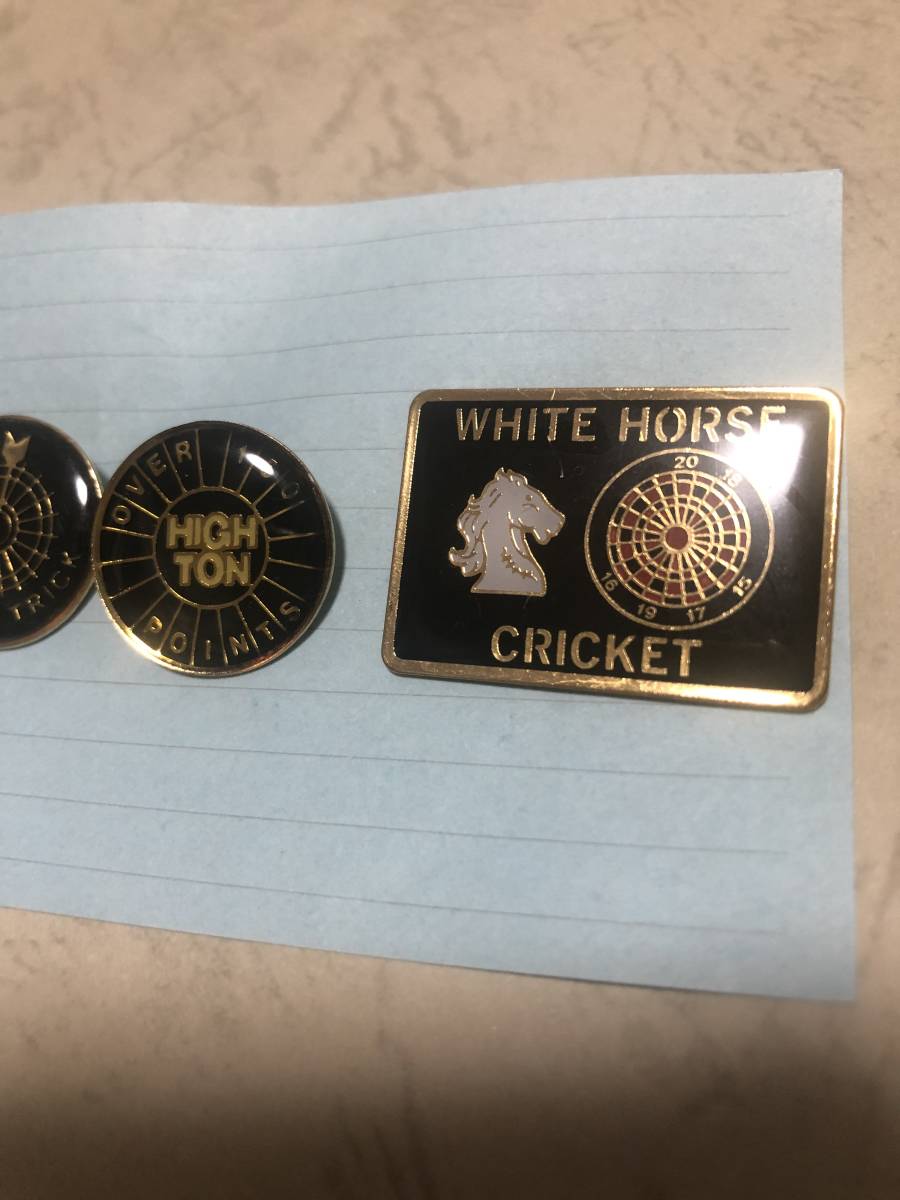 TRICK
OVER
HIGH
TON
POINTS
WHITE HORSE
20 18
16 19 17 15
CRICKET